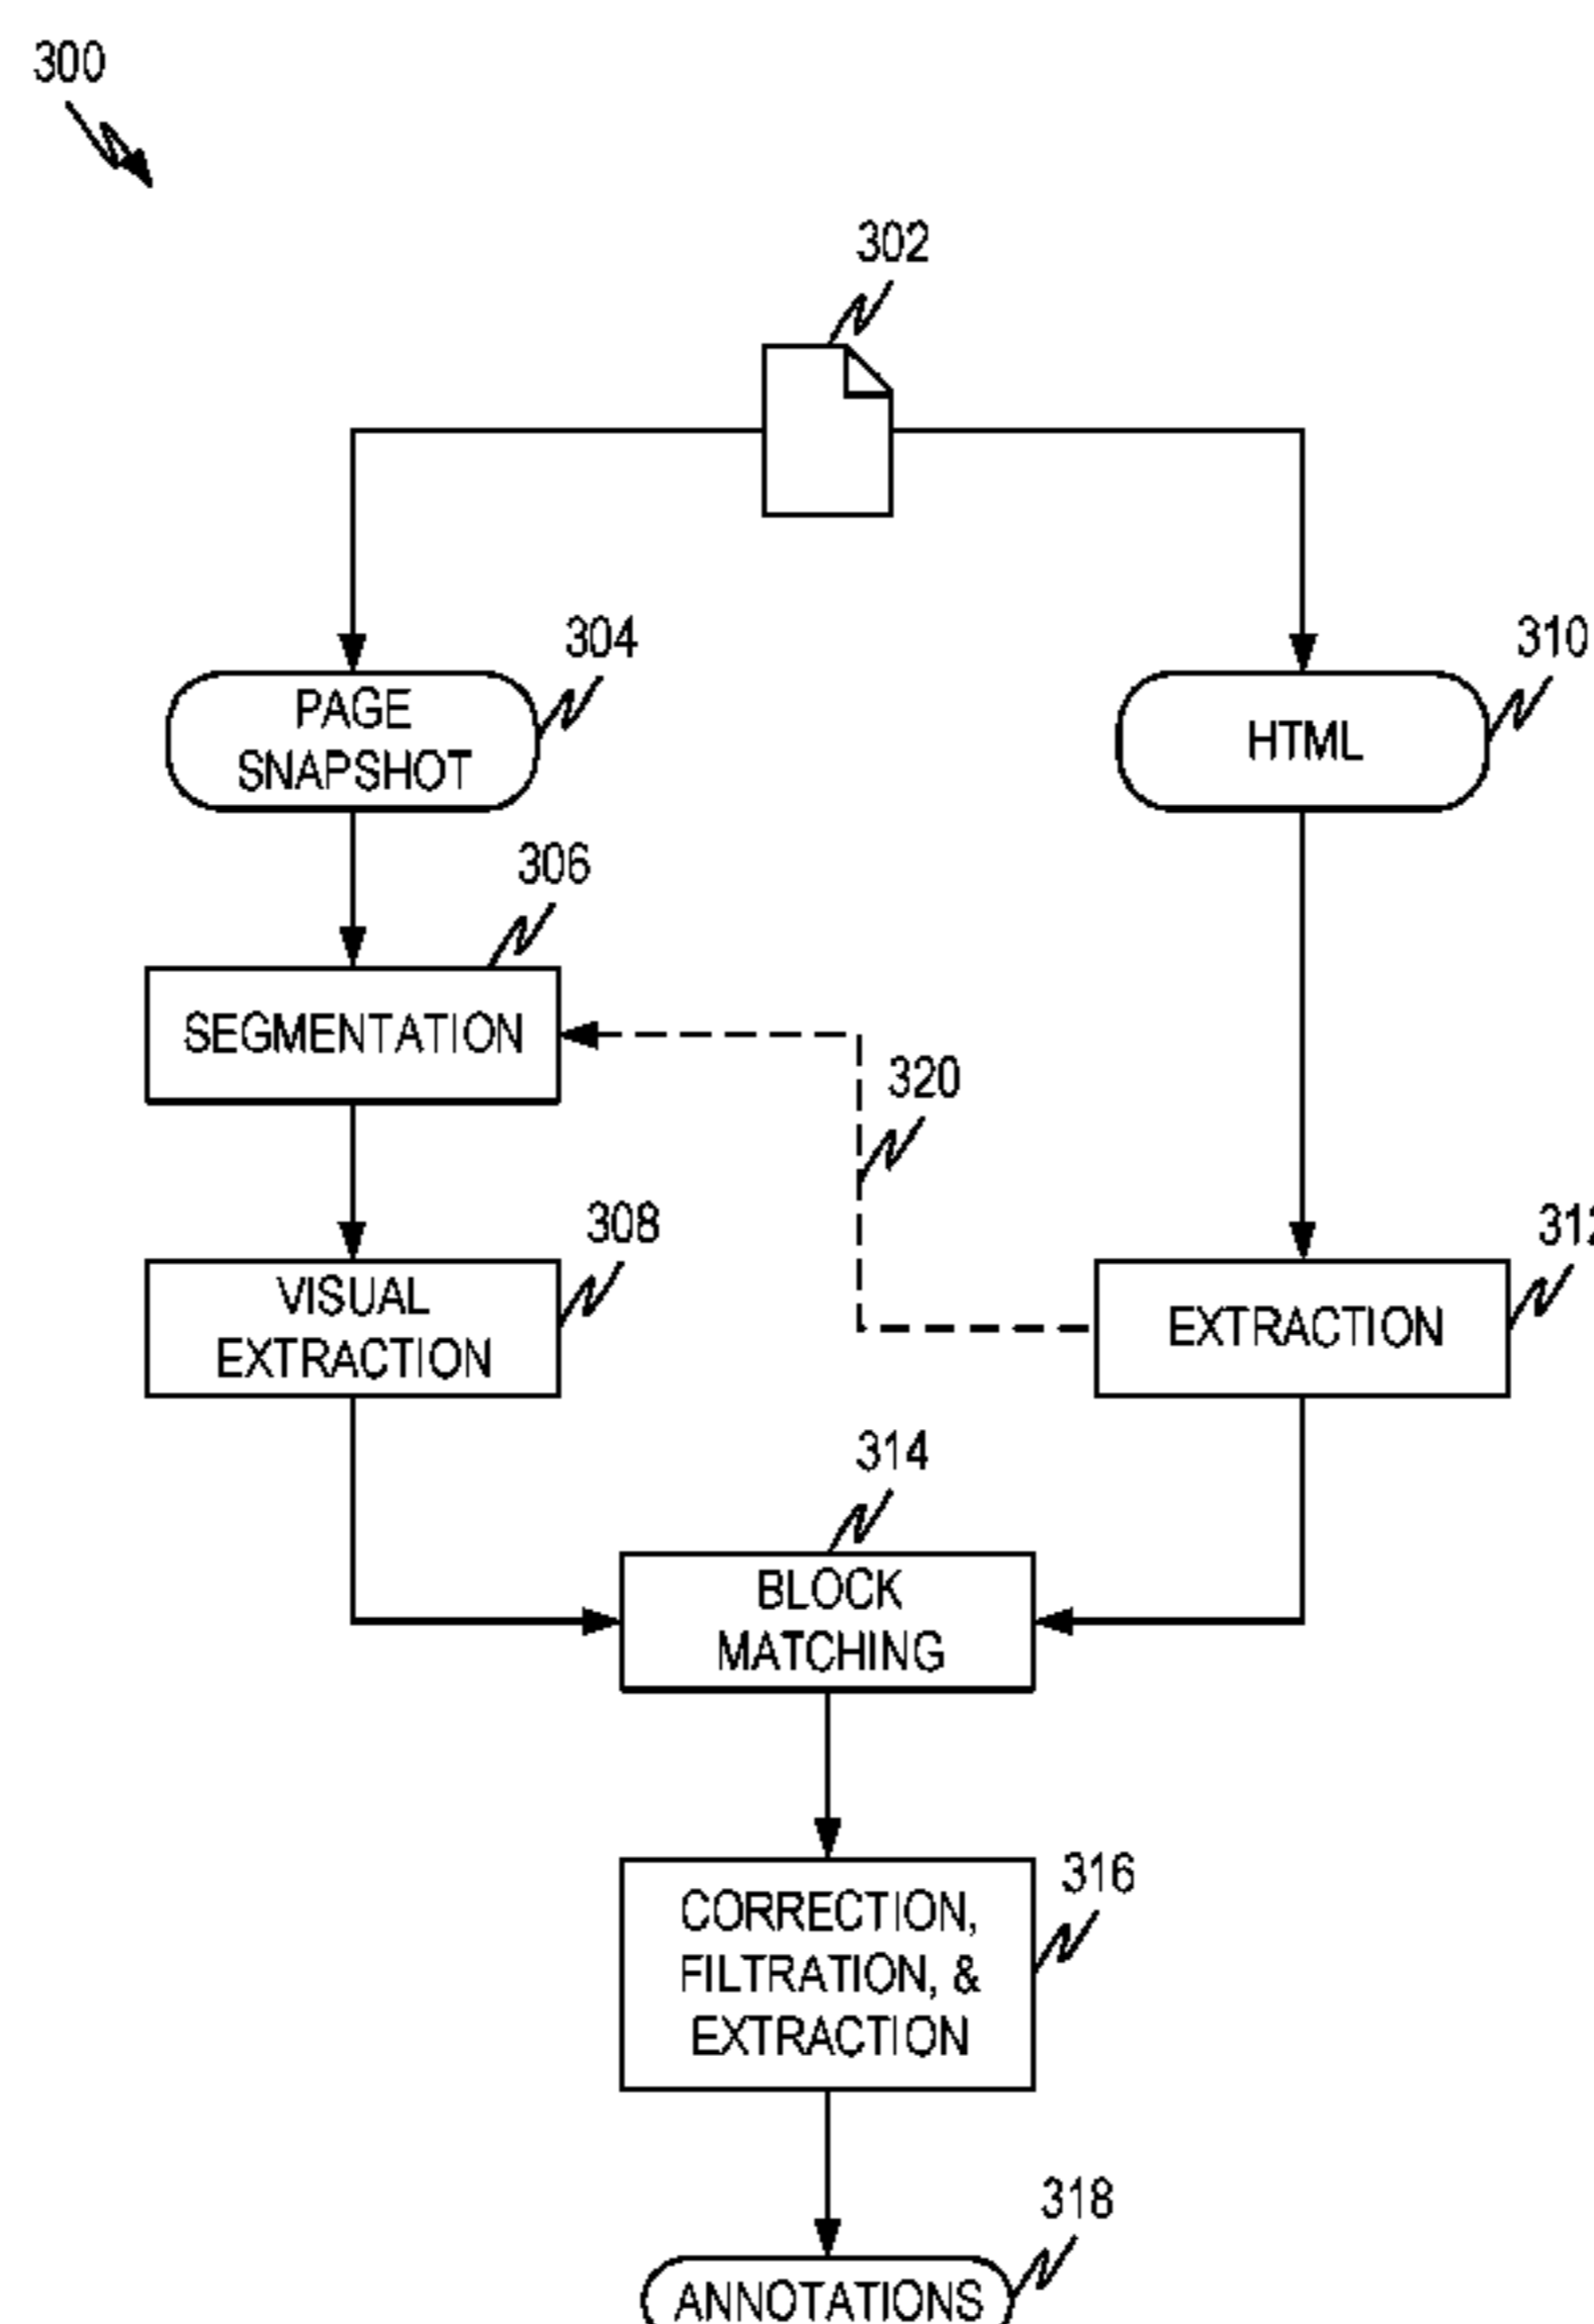 300
302
304
PAGE
SNAPSHOT
310
HTML
306
SEGMENTATION
320
308
VISUAL
EXTRACTION
312
EXTRACTION
314
BLOCK
MATCHING
316
CORRECTION,
FILTRATION, &
EXTRACTION
318
ANNOTATIONS